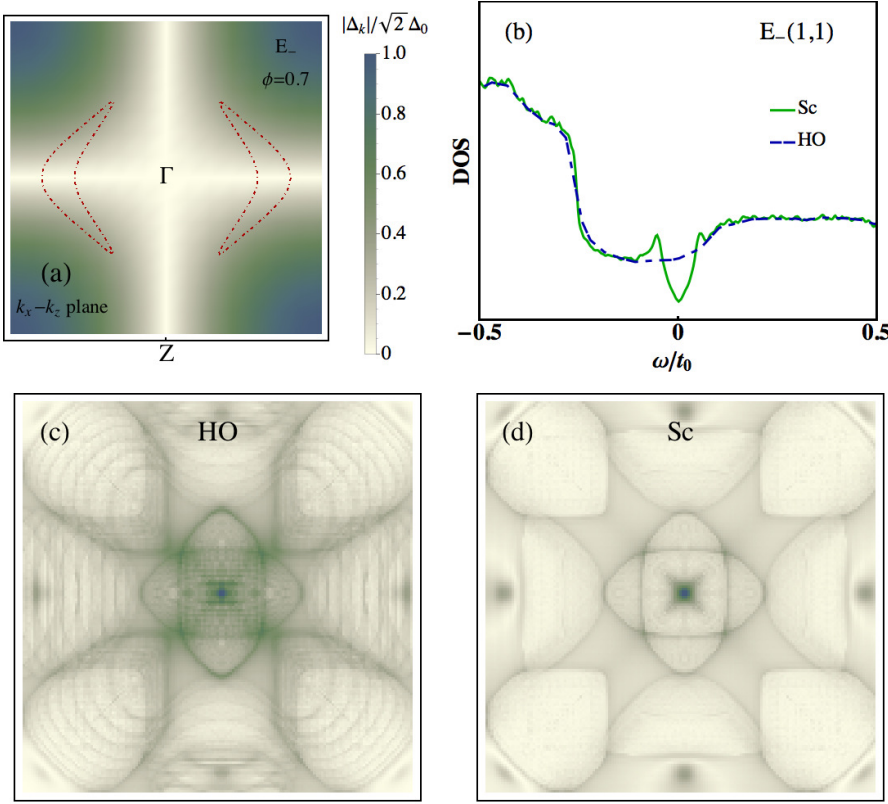 |Δk|/√2 Δ0
E−
ϕ=0.7
Γ
(a)
kx−kz plane
Z
1.0
0.8
0.6
0.4
0.2
0
(b)
E−(1,1)
Sc
HO
DOS
−0.5
0
0.5
ω/t0
(c)
HO
(d)
Sc